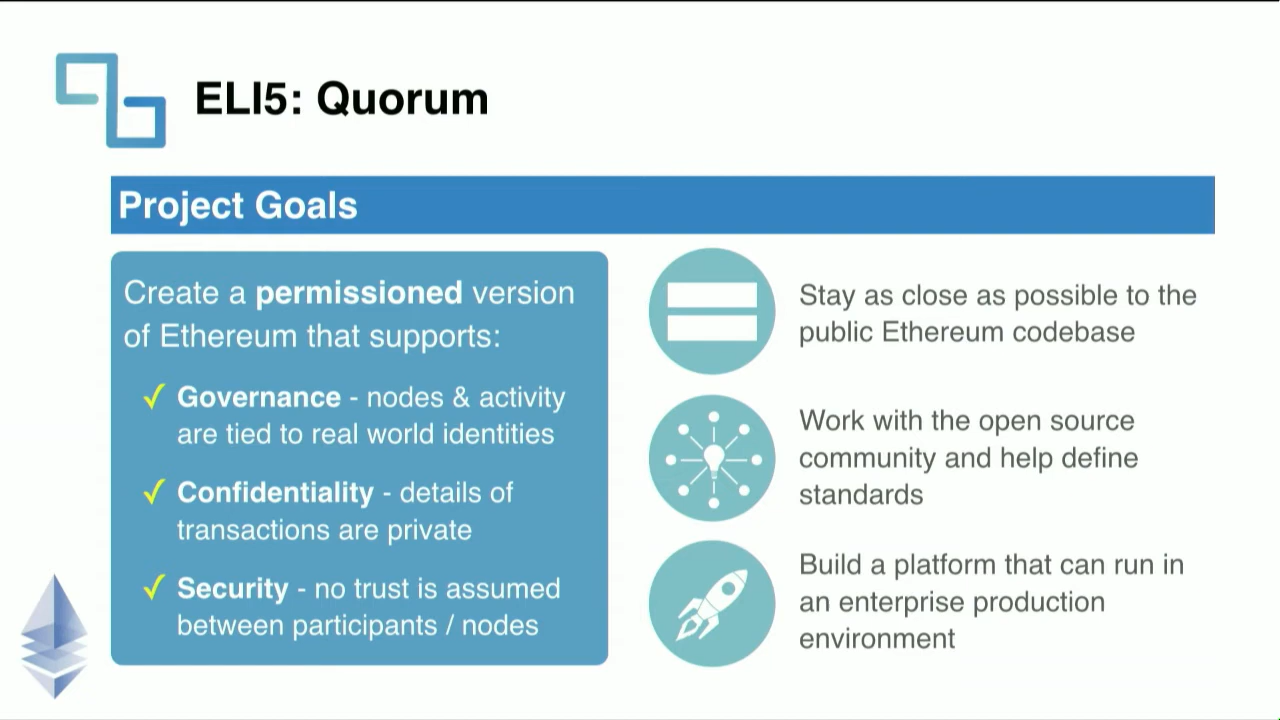 ELI5: Quorum
Project Goals
Create a permissioned version
of Ethereum that supports:
✓ Governance - nodes & activity
are tied to real world identities
✓ Confidentiality - details of
transactions are private
✓ Security - no trust is assumed
between participants / nodes
Stay as close as possible to the
public Ethereum codebase
Work with the open source
community and help define
standards
Build a platform that can run in
an enterprise production
environment